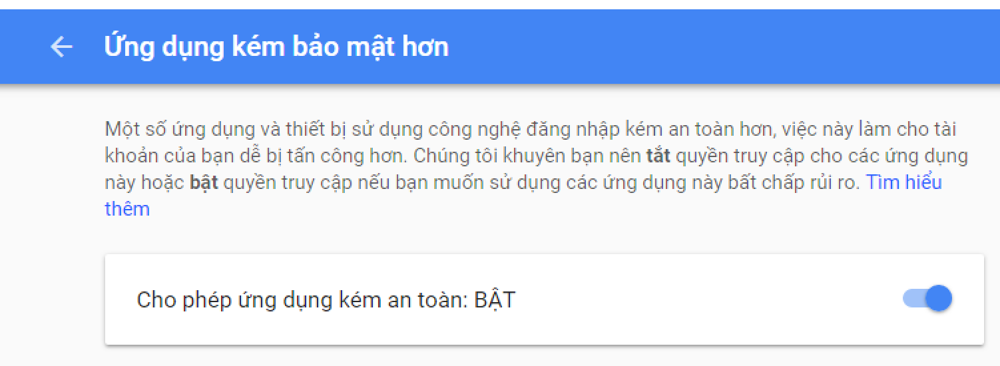 Ứng dụng kém bảo mật hơn
Một số ứng dụng và thiết bị sử dụng công nghệ đăng nhập kém an toàn hơn, việc này làm cho tài
khoản của bạn dễ bị tấn công hơn. Chúng tôi khuyên bạn nên tắt quyền truy cập cho các ứng dụng
này hoặc bật quyền truy cập nếu bạn muốn sử dụng các ứng dụng này bất chấp rủi ro. Tìm hiểu
thêm
Cho phép ứng dụng kém an toàn: BẬT